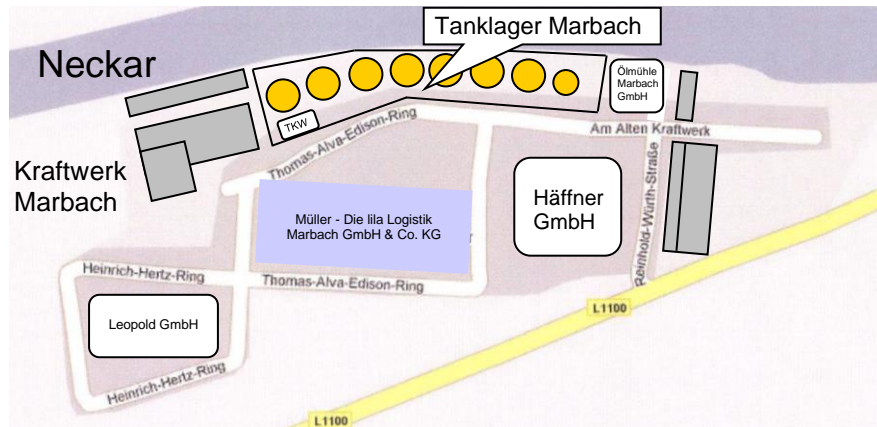 Tanklager Marbach
Neckar
Ölmühle
Marbach
GmbH
TKW
Am Alten Kraftwerk
Thomas-Alva-Edison-Ring
Kraftwerk
Marbach
Häffner
GmbH
Reinhold-Würth-Straße
Müller - Die lila Logistik
Marbach GmbH & Co. KG
Heinrich-Hertz-Ring
Thomas-Alva-Edison-Ring
L1100
Leopold GmbH
Heinrich-Hertz-Ring
L1100